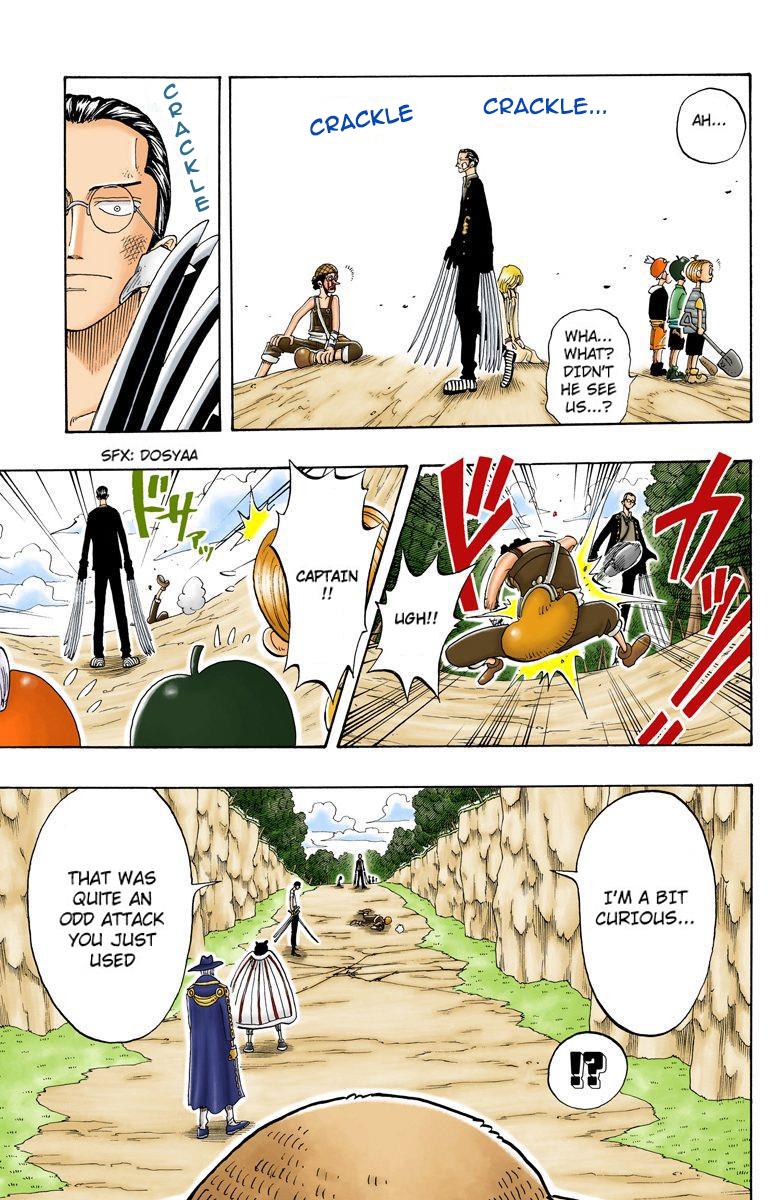 AH...
CRACKLE...
CRACKLE
WHA...
WHAT?
DIDN'T
HE SEE
US...?
CRACKLE
ド
カ
!!
UGH!!
CAPTAIN
!!
SFX: DOSYAA
ドサァッ
I'M A BIT
CURIOUS...
THAT WAS
QUITE AN
ODD ATTACK
YOU JUST
USED
!?